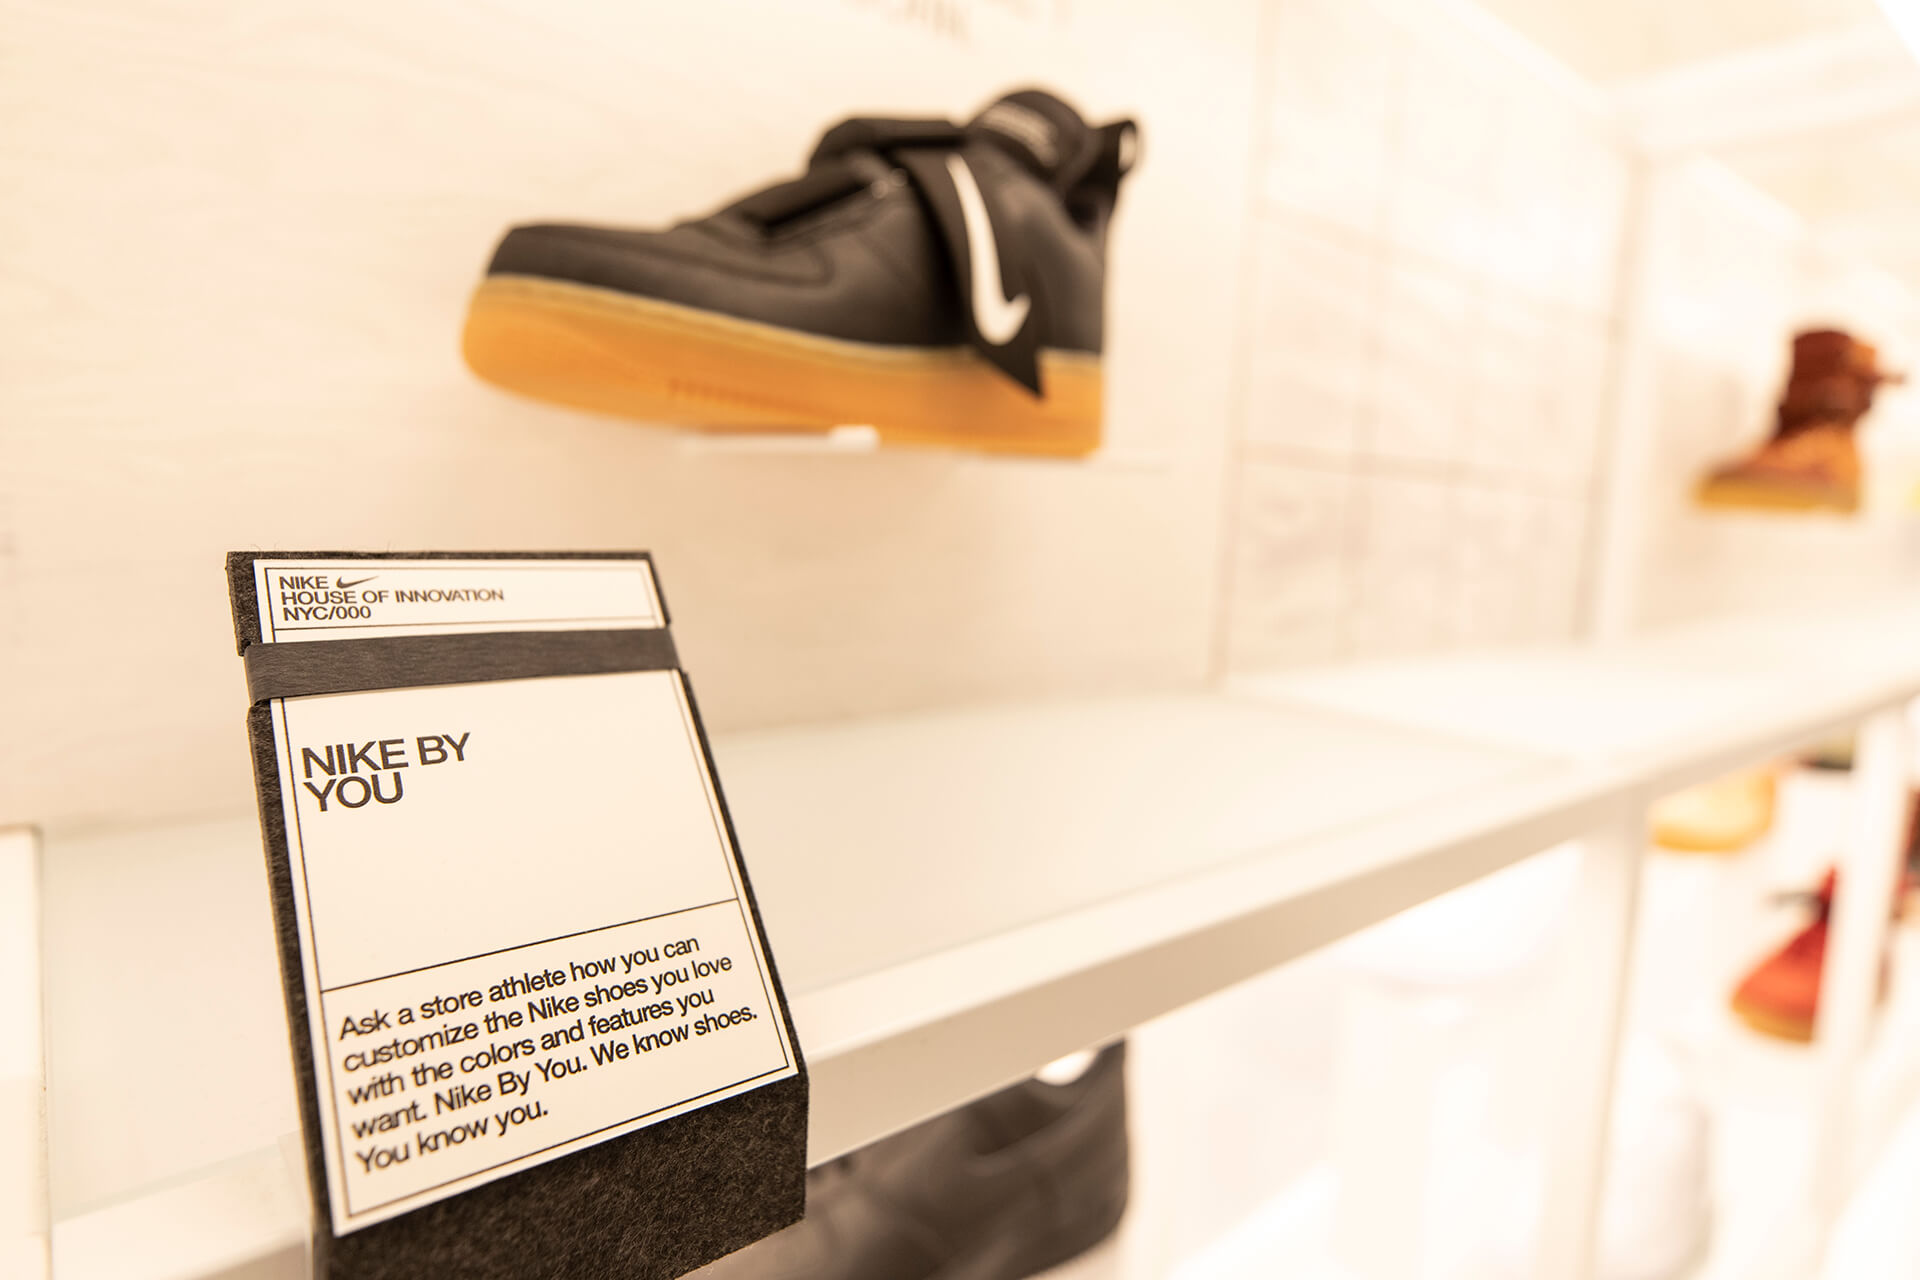 NIKE
HOUSE OF INNOVATION
NYC/000
NIKE BY
YOU
Ask a store athlete how you can
customize the Nike shoes you love
with the colors and features you
want. Nike By You. We know shoes.
You know you.